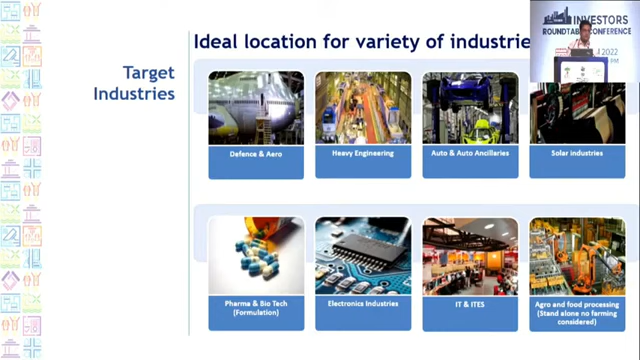 Ideal location for variety of industrie
Target
Industries
INVESTORS
ROUNDTABLE CONFERENCE
2022
PM
Defence & Aero
Heavy Engineering
Auto & Auto Ancillaries
Solar industries
Pharma & Bio Tech
(Formulation)
Electronics Industries
IT & ITES
Agro and food processing
(Stand alone no farming
considered)